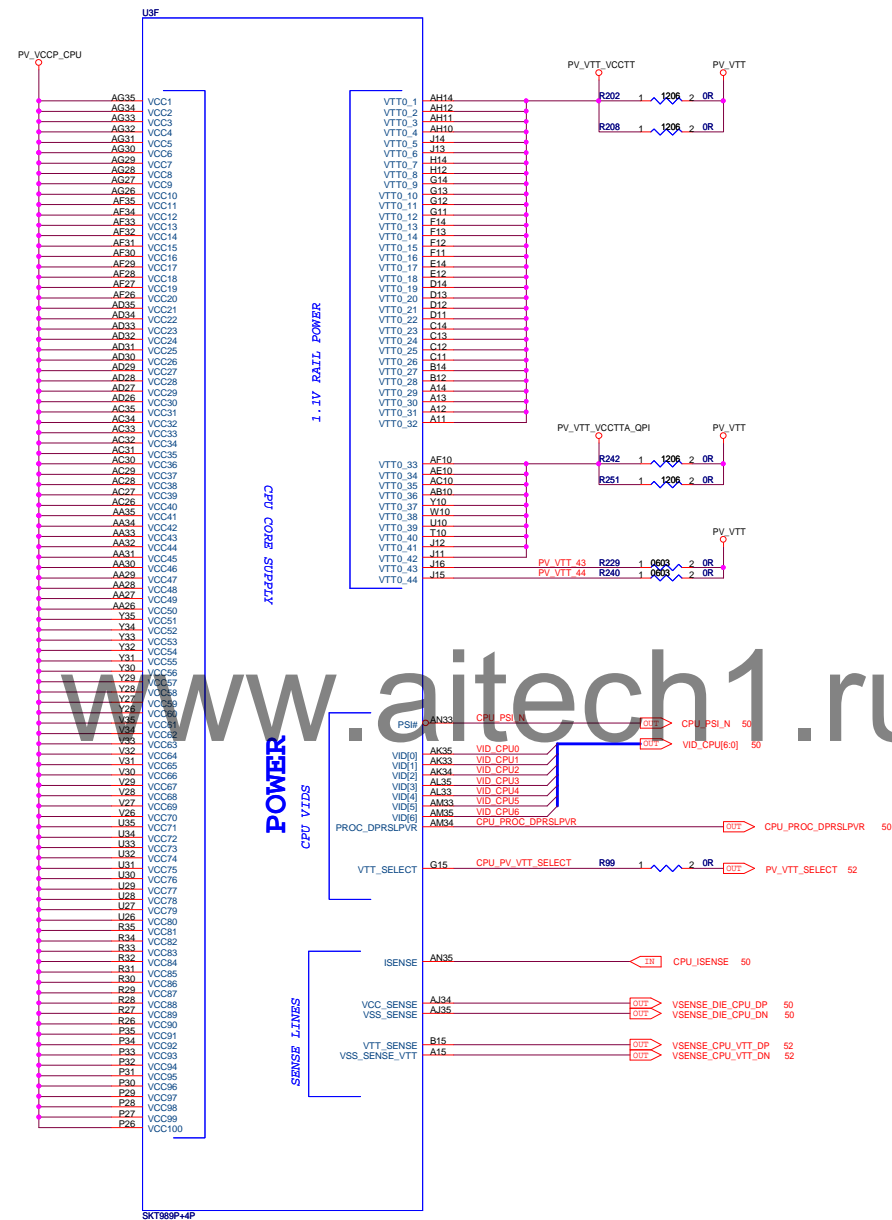 U3F
PV_VCCP_CPU
PV_VTT_VCCTT PV_VTT
AG35 VCC1
AG34 VCC2
AG33 VCC3
AG32 VCC4
AG31 VCC5
AG30 VCC6
AG29 VCC7
AG28 VCC8
AG27 VCC9
AG26 VCC10
AF35 VCC11
AF34 VCC12
AF33 VCC13
AF32 VCC14
AF31 VCC15
AF30 VCC16
AF29 VCC17
AF28 VCC18
AF27 VCC19
AF26 VCC20
AD35 VCC21
AD34 VCC22
AD33 VCC23
AD32 VCC24
AD31 VCC25
AD30 VCC26
AD29 VCC27
AD28 VCC28
AD27 VCC29
AD26 VCC30
AC35 VCC31
AC34 VCC32
AC33 VCC33
AC32 VCC34
AC31 VCC35
AC30 VCC36
AC29 VCC37
AC28 VCC38
AC27 VCC39
AC26 VCC40
AA35 VCC41
AA34 VCC42
AA33 VCC43
AA32 VCC44
AA31 VCC45
AA30 VCC46
AA29 VCC47
AA28 VCC48
AA27 VCC49
AA26 VCC50
Y35 VCC51
Y34 VCC52
Y33 VCC53
Y32 VCC54
Y31 VCC55
Y30 VCC56
Y29 VCC57
Y28 VCC58
Y27 VCC59
Y26 VCC60
V35 VCC61
V34 VCC62
V33 VCC63
V32 VCC64
V31 VCC65
V30 VCC66
V29 VCC67
V28 VCC68
V27 VCC69
V26 VCC70
U35 VCC71
U34 VCC72
U33 VCC73
U32 VCC74
U31 VCC75
U30 VCC76
U29 VCC77
U28 VCC78
U27 VCC79
U26 VCC80
R35 VCC81
R34 VCC82
R33 VCC83
R32 VCC84
R31 VCC85
R30 VCC86
R29 VCC87
R28 VCC88
R27 VCC89
R26 VCC90
P35 VCC91
P34 VCC92
P33 VCC93
P32 VCC94
P31 VCC95
P30 VCC96
P29 VCC97
P28 VCC98
P27 VCC99
P26 VCC100
CPU CORE SUPPLY
POWER
1.1V RAIL POWER
CPU VIDS
SENSE LINES
VTT0_1 AH14
VTT0_2 AH12
VTT0_3 AH11
VTT0_4 AH10
VTT0_5 J14
VTT0_6 J13
VTT0_7 H14
VTT0_8 H12
VTT0_9 G14
VTT0_10 G13
VTT0_11 G12
VTT0_12 G11
VTT0_13 F14
VTT0_14 F13
VTT0_15 F12
VTT0_16 F11
VTT0_17 E14
VTT0_18 E12
VTT0_19 D14
VTT0_20 D13
VTT0_21 D12
VTT0_22 D11
VTT0_23 C14
VTT0_24 C13
VTT0_25 C12
VTT0_26 C11
VTT0_27 B14
VTT0_28 B12
VTT0_29 A14
VTT0_30 A13
VTT0_31 A12
VTT0_32 A11
R202 1 1206 2 0R
R208 1 1206 2 0R
PV_VTT_VCCTTA_QPI PV_VTT
VTT0_33 AF10
VTT0_34 AE10
VTT0_35 AC10
VTT0_36 AB10
VTT0_37 Y10
VTT0_38 W10
VTT0_39 U10
VTT0_40 T10
VTT0_41 J12
VTT0_42 J11
R242 1 1206 2 0R
R251 1 1206 2 0R
PV_VTT
VTT0_43 J16 PV_VTT_43 R229 1 0603 2 0R
VTT0_44 J15 PV_VTT_44 R240 1 0603 2 0R
www.aitech1.ru
PSI# AN33 CPU_PSI_N OUT CPU_PSI_N 50
OUT VID_CPU[6:0] 50
VID[0] AK35 VID_CPU0
VID[1] AK33 VID_CPU1
VID[2] AK34 VID_CPU2
VID[3] AL35 VID_CPU3
VID[4] AL33 VID_CPU4
VID[5] AM33 VID_CPU5
VID[6] AM35 VID_CPU6
PROC_DPRSLPVR AM34 CPU_PROC_DPRSLPVR OUT CPU_PROC_DPRSLPVR 50
VTT_SELECT G15 CPU_PV_VTT_SELECT R99 1 2 0R OUT PV_VTT_SELECT 52
ISENSE AN35 IN CPU_ISENSE 50
VCC_SENSE AJ34 OUT VSENSE_DIE_CPU_DP 50
VSS_SENSE AJ35 OUT VSENSE_DIE_CPU_DN 50
VTT_SENSE B15 OUT VSENSE_CPU_VTT_DP 52
VSS_SENSE_VTT A15 OUT VSENSE_CPU_VTT_DN 52
SKT989P+4P